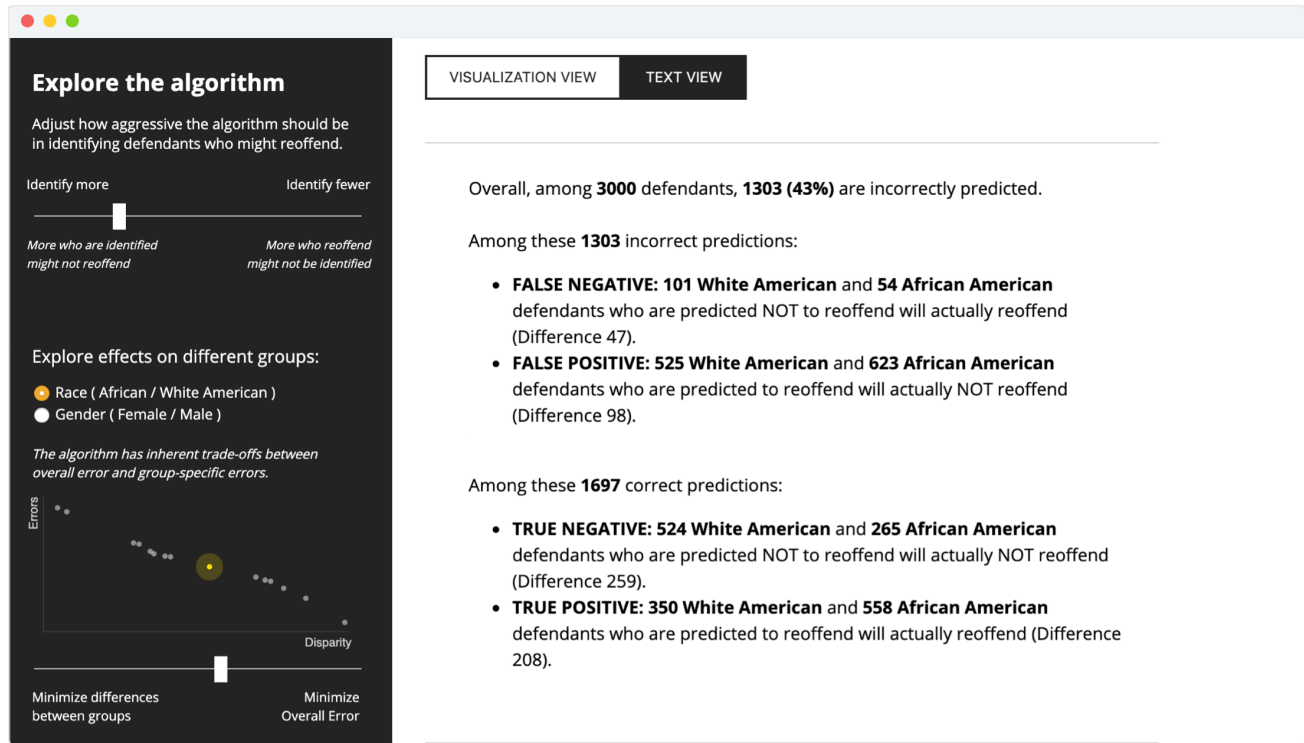 Explore the algorithm
Adjust how aggressive the algorithm should be
in identifying defendants who might reoffend.
Identify more
Identify fewer
More who are identified
might not reoffend
More who reoffend
might not be identified
Explore effects on different groups:
Race ( African / White American )
Gender ( Female / Male )
The algorithm has inherent trade-offs between
overall error and group-specific errors.
Errors
Disparity
Minimize differences
between groups
Minimize
Overall Error
VISUALIZATION VIEW
TEXT VIEW
Overall, among 3000 defendants, 1303 (43%) are incorrectly predicted.
Among these 1303 incorrect predictions:
• FALSE NEGATIVE: 101 White American and 54 African American
defendants who are predicted NOT to reoffend will actually reoffend
(Difference 47).
• FALSE POSITIVE: 525 White American and 623 African American
defendants who are predicted to reoffend will actually NOT reoffend
(Difference 98).
Among these 1697 correct predictions:
• TRUE NEGATIVE: 524 White American and 265 African American
defendants who are predicted NOT to reoffend will actually NOT reoffend
(Difference 259).
• TRUE POSITIVE: 350 White American and 558 African American
defendants who are predicted to reoffend will actually reoffend (Difference
208).